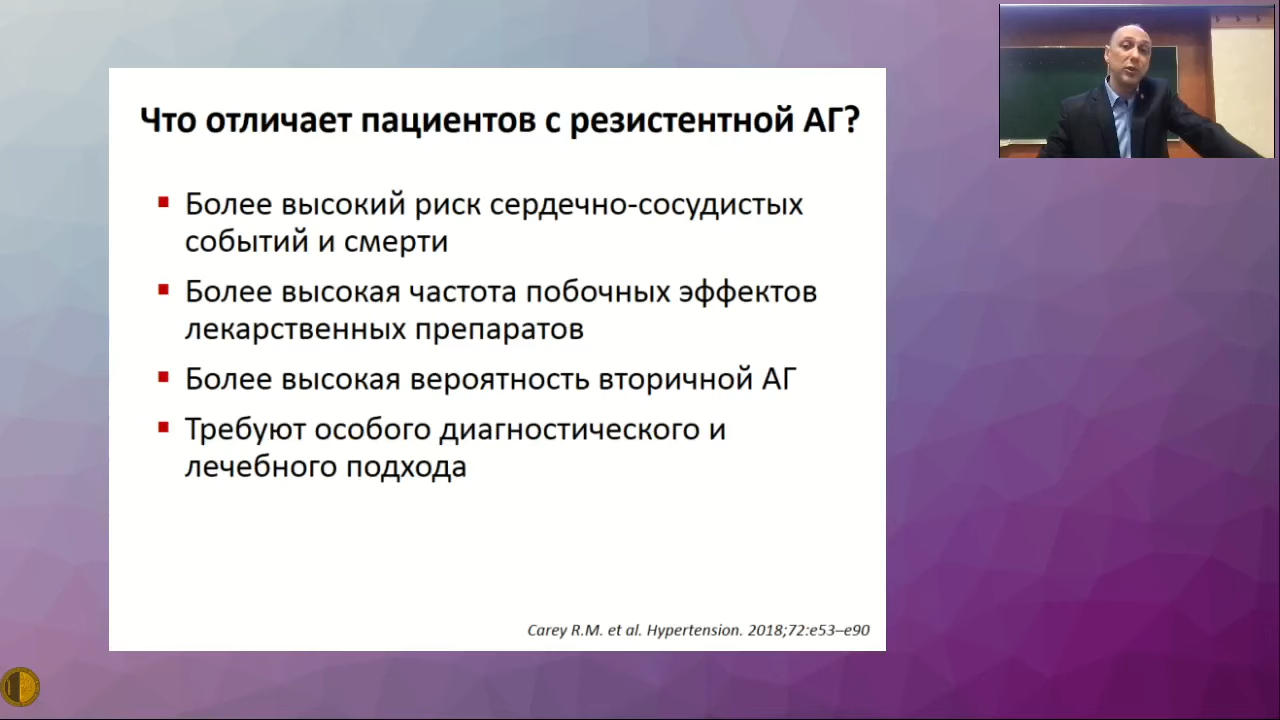 Что отличает пациентов с резистентной АГ?
Более высокий риск сердечно-сосудистых
событий и смерти
Более высокая частота побочных эффектов
лекарственных препаратов
Более высокая вероятность вторичной АГ
Требуют особого диагностического и
лечебного подхода
Carey R.M. et al. Hypertension. 2018;72:e53–e90